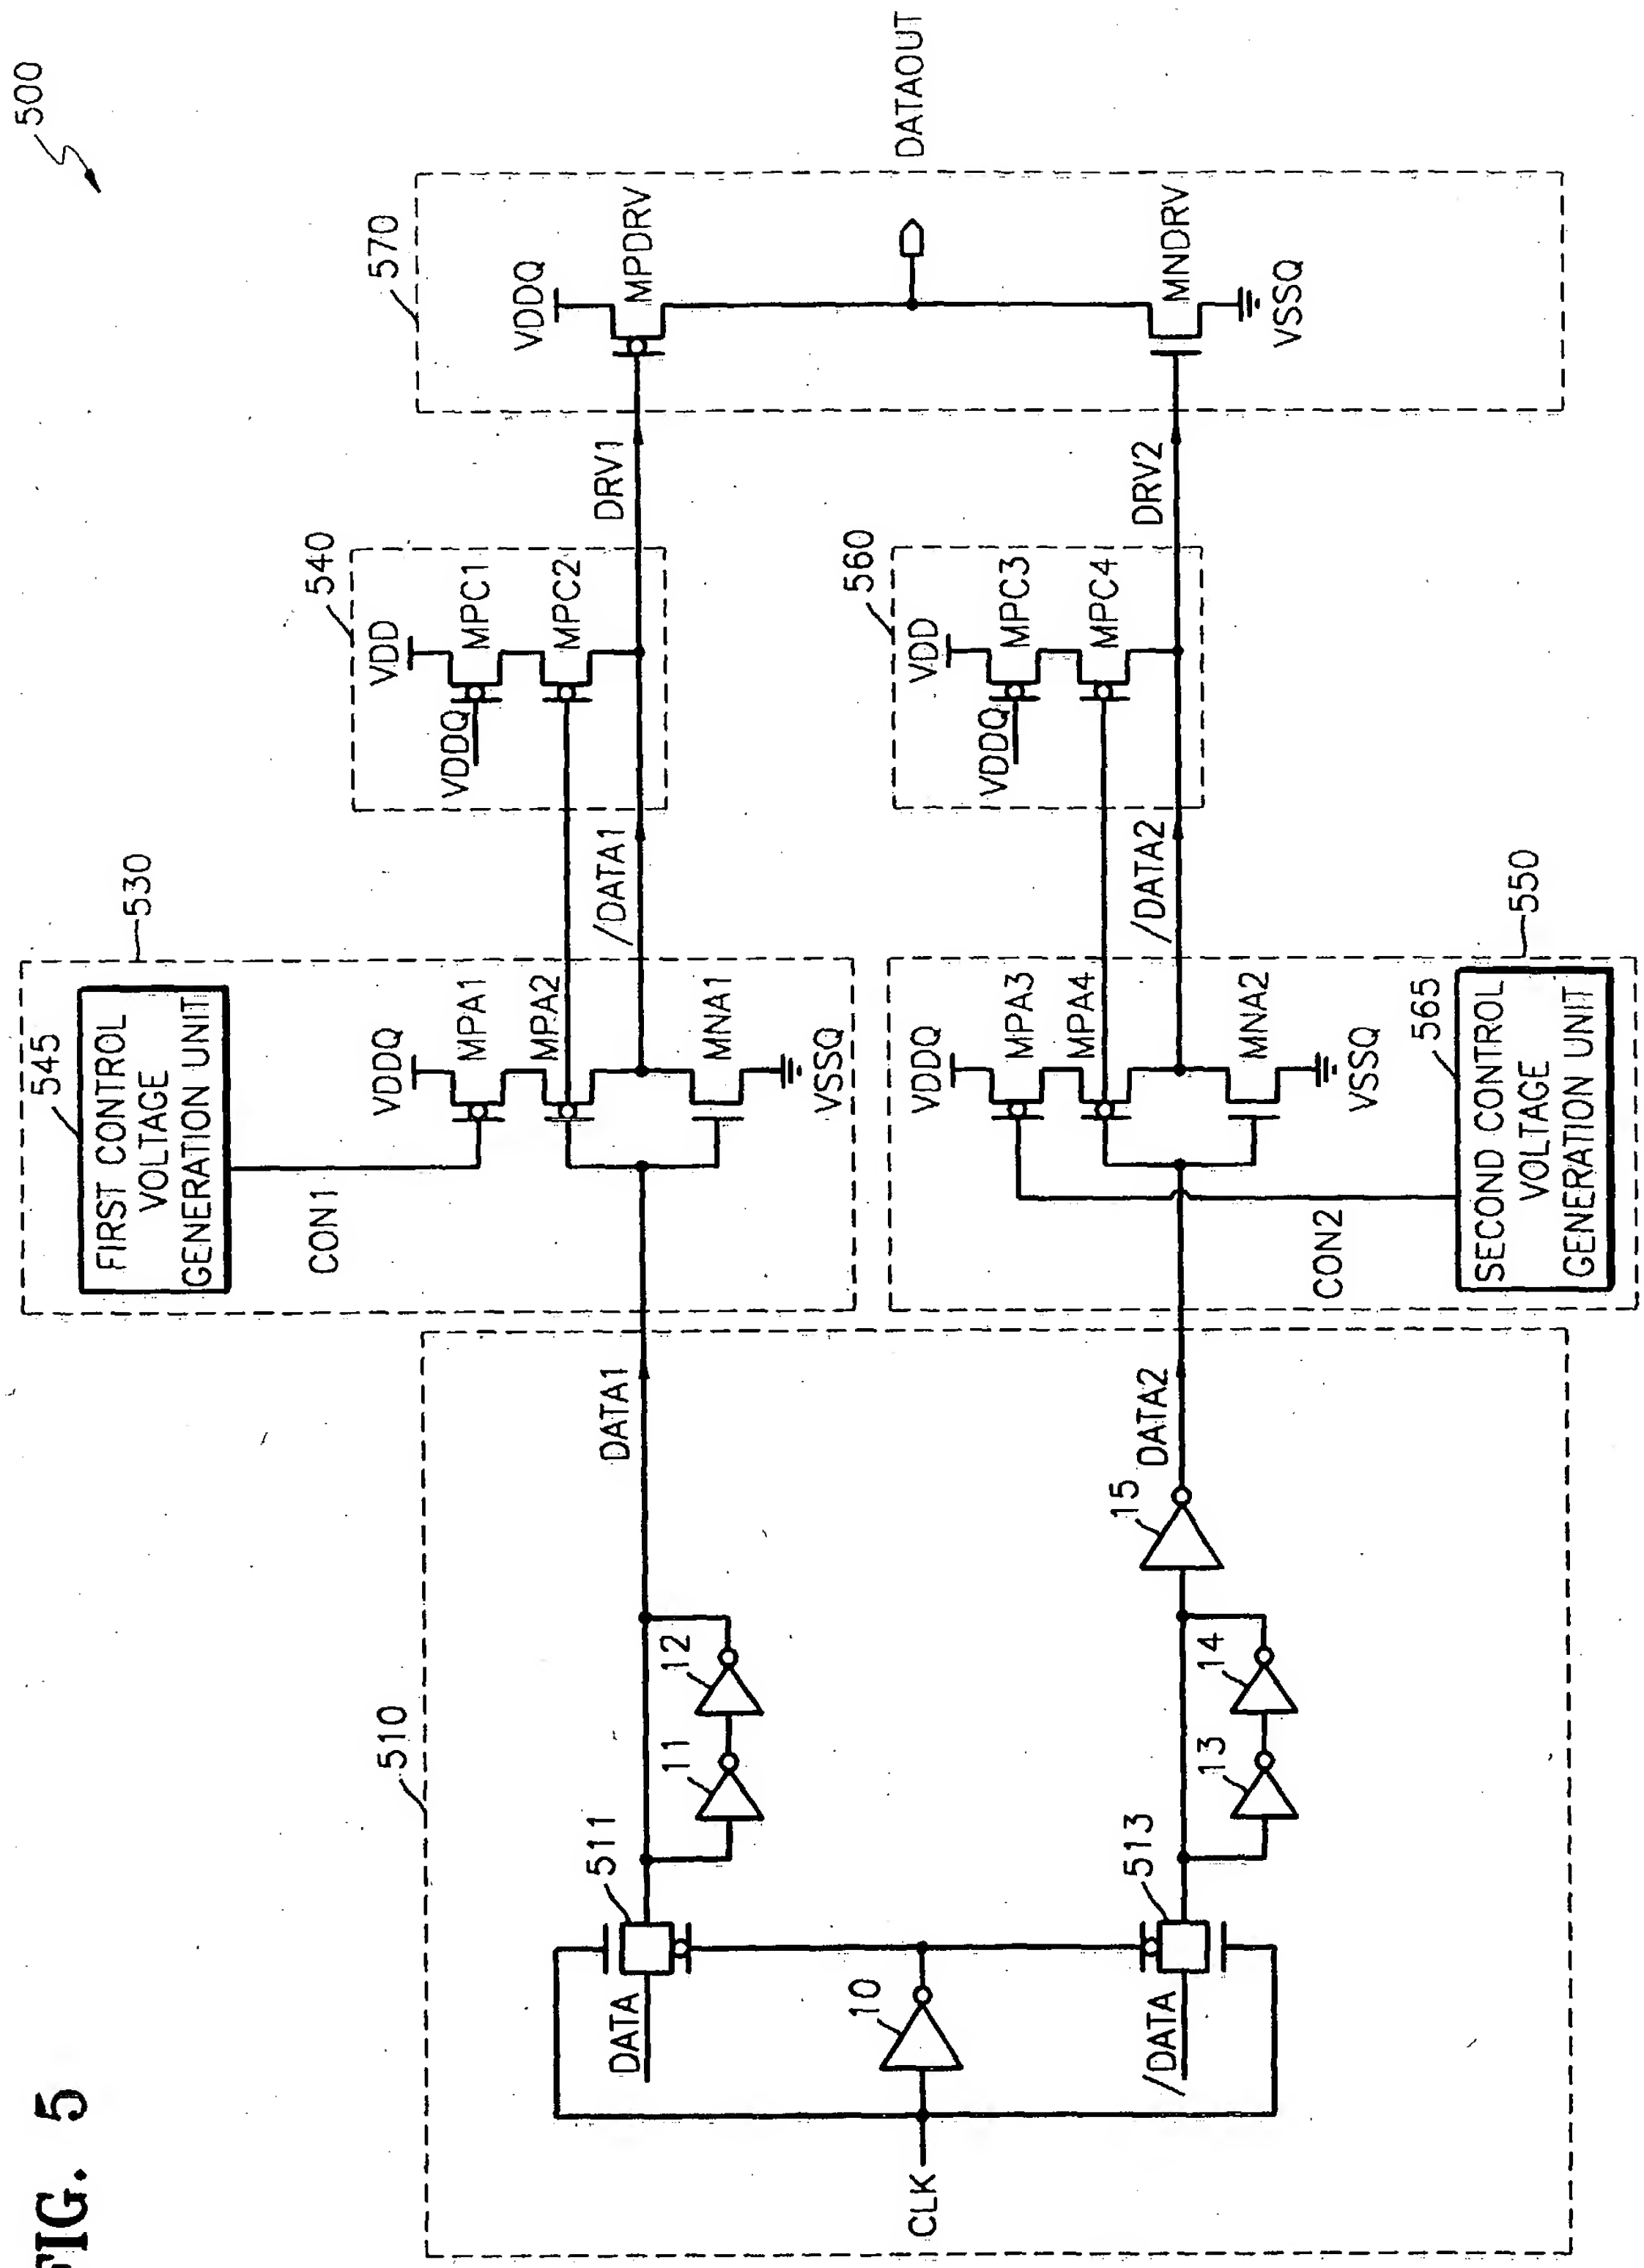 FIG. 5
500
510
CLK
10
DATA
511
11
12
DATA1
/DATA
513
13
14
15
DATA2
530
545
FIRST CONTROL
VOLTAGE
GENERATION UNIT
CON1
VDDQ
MPA1
MPA2
MNA1
VSSQ
/DATA1
540
VDD
MPC1
VDDQ
MPC2
DRV1
550
565
SECOND CONTROL
VOLTAGE
GENERATION UNIT
CON2
VDDQ
MPA3
MPA4
MNA2
VSSQ
/DATA2
560
VDD
MPC3
VDDQ
MPC4
DRV2
570
VDDQ
MPDRV
DATAOUT
MNDRV
VSSQ